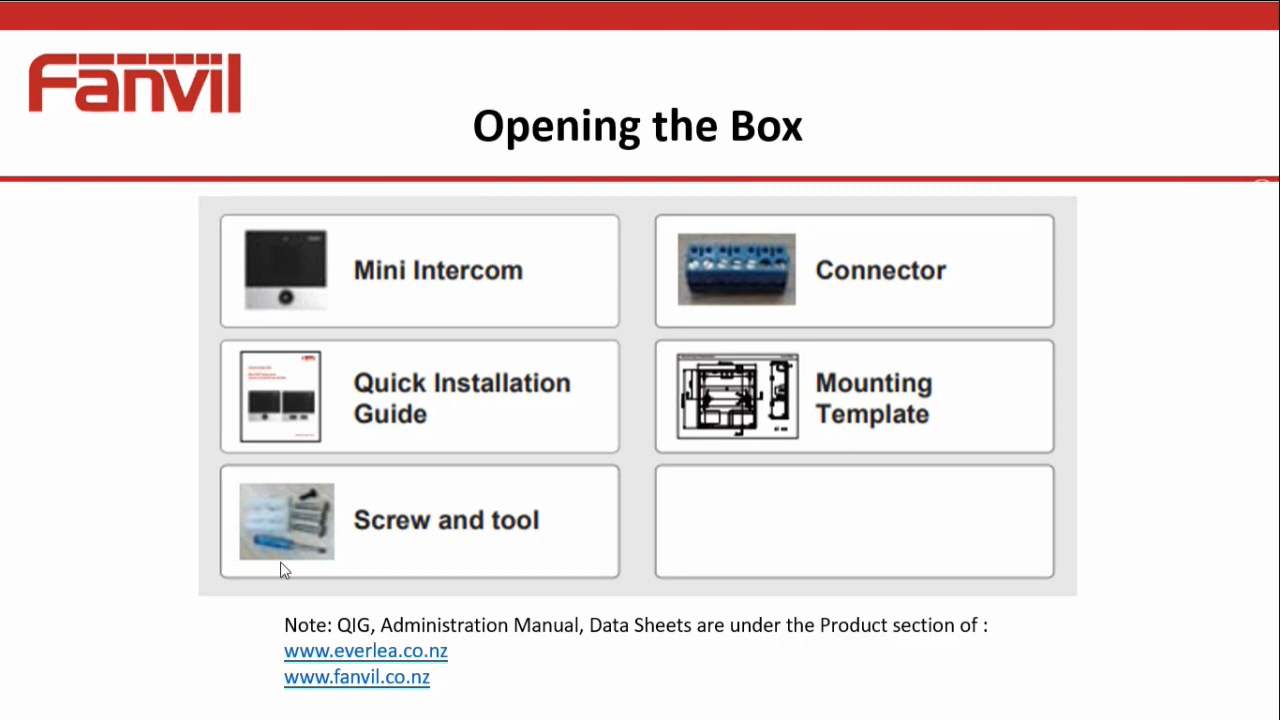 Fanvil
Opening the Box
Mini Intercom
Connector
Quick Installation
Guide
Mounting
Template
Screw and tool
Note: QIG, Administration Manual, Data Sheets are under the Product section of :
www.everlea.co.nz
www.fanvil.co.nz